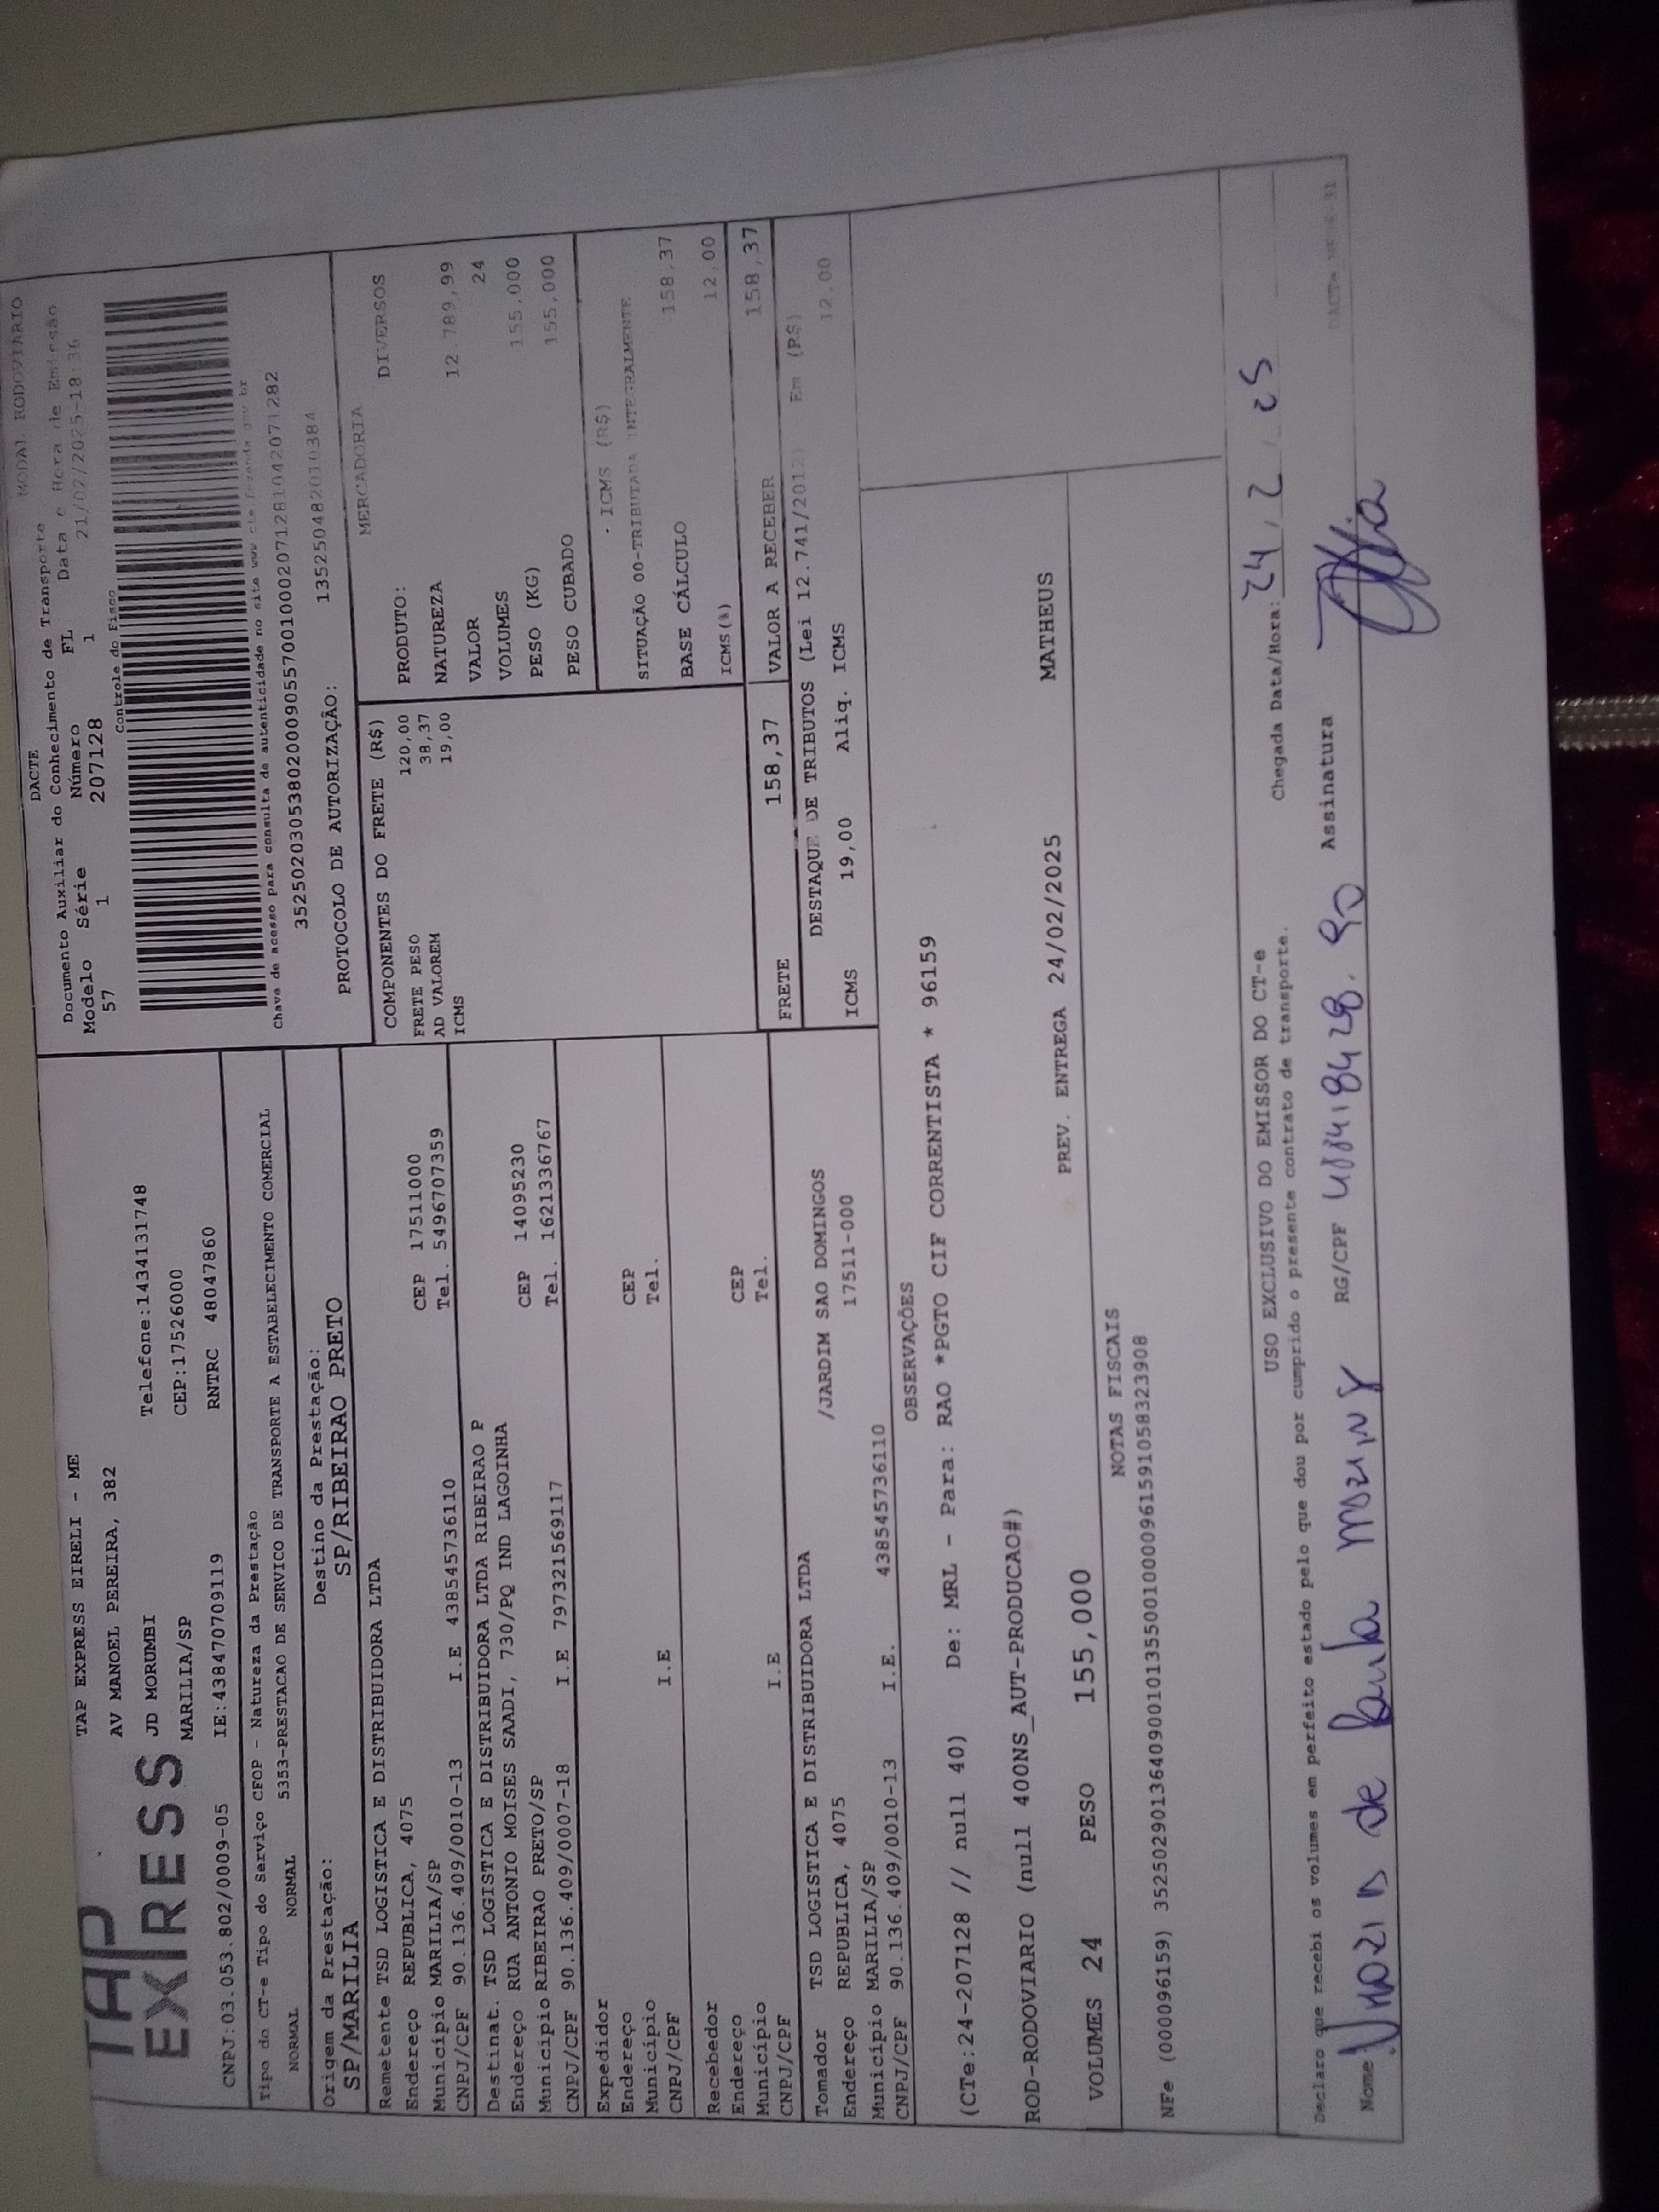 TAP
EXPRESS
TAP EXPRESS EIRELI - ME
AV MANOEL PEREIRA, 382
JD MORUMBI Telefone:1434131748
MARILIA/SP CEP:17526000
CNPJ:03.053.802/0009-05 IE:438470709119 RNTRC 48047860
DACTE MODAL RODOVIÁRIO
Documento Auxiliar do Conhecimento de Transporte
Modelo Série Número FL Data e Hora de Emissão
57 1 207128 1 21/02/2025-18:36
Controle do Fisco
Chave de acesso para consulta de autenticidade no site www.cte.fazenda.gov.br
35250203053802000905570010002071281042071282
PROTOCOLO DE AUTORIZAÇÃO: 135250482010384
Tipo do CT-e Tipo do Serviço CFOP - Natureza da Prestação
NORMAL NORMAL 5353-PRESTACAO DE SERVICO DE TRANSPORTE A ESTABELECIMENTO COMERCIAL
Origem da Prestação: Destino da Prestação:
SP/MARILIA SP/RIBEIRAO PRETO
Remetente TSD LOGISTICA E DISTRIBUIDORA LTDA
Endereço REPUBLICA, 4075 CEP 17511000
Município MARILIA/SP Tel. 5496707359
CNPJ/CPF 90.136.409/0010-13 I.E 438545736110
Destinat. TSD LOGISTICA E DISTRIBUIDORA LTDA RIBEIRAO P
Endereço RUA ANTONIO MOISES SAADI, 730/PQ IND LAGOINHA CEP 14095230
Município RIBEIRAO PRETO/SP Tel. 1621336767
CNPJ/CPF 90.136.409/0007-18 I.E 797321569117
Expedidor
Endereço CEP
Município Tel.
CNPJ/CPF I.E
Recebedor
Endereço CEP
Município Tel.
CNPJ/CPF I.E
Tomador TSD LOGISTICA E DISTRIBUIDORA LTDA
Endereço REPUBLICA, 4075 /JARDIM SAO DOMINGOS
Município MARILIA/SP 17511-000
CNPJ/CPF 90.136.409/0010-13 I.E. 438545736110
COMPONENTES DO FRETE (R$)
FRETE PESO 120,00
AD VALOREM 38,37
ICMS 19,00
MERCADORIA
PRODUTO: DIVERSOS
NATUREZA
VALOR 12.789,99
VOLUMES 24
PESO (KG) 155,000
PESO CUBADO 155,000
ICMS (R$)
SITUAÇÃO 00-TRIBUTADA INTEGRALMENTE
BASE CÁLCULO 158,37
ICMS(%) 12,00
FRETE 158,37 VALOR A RECEBER 158,37
DESTAQUE DE TRIBUTOS (Lei 12.741/2012) Em (R$)
ICMS 19,00 Aliq. ICMS 12,00
OBSERVAÇÕES
(CTe:24-207128 // null 40) De: MRL - Para: RAO *PGTO CIF CORRENTISTA * 96159
ROD-RODOVIARIO (null 400NS_AUT-PRODUCAO#) PREV. ENTREGA 24/02/2025 MATHEUS
VOLUMES 24 PESO 155,000
NOTAS FISCAIS
NFe (00096159) 35250290136409001013550010000961591058323908
USO EXCLUSIVO DO EMISSOR DO CT-e
Chegada Data/Hora: 24 / 2 / 25
Declaro que recebi os volumes em perfeito estado pelo que dou por cumprido o presente contrato de transporte.
Nome de Paula RG/CPF Assinatura